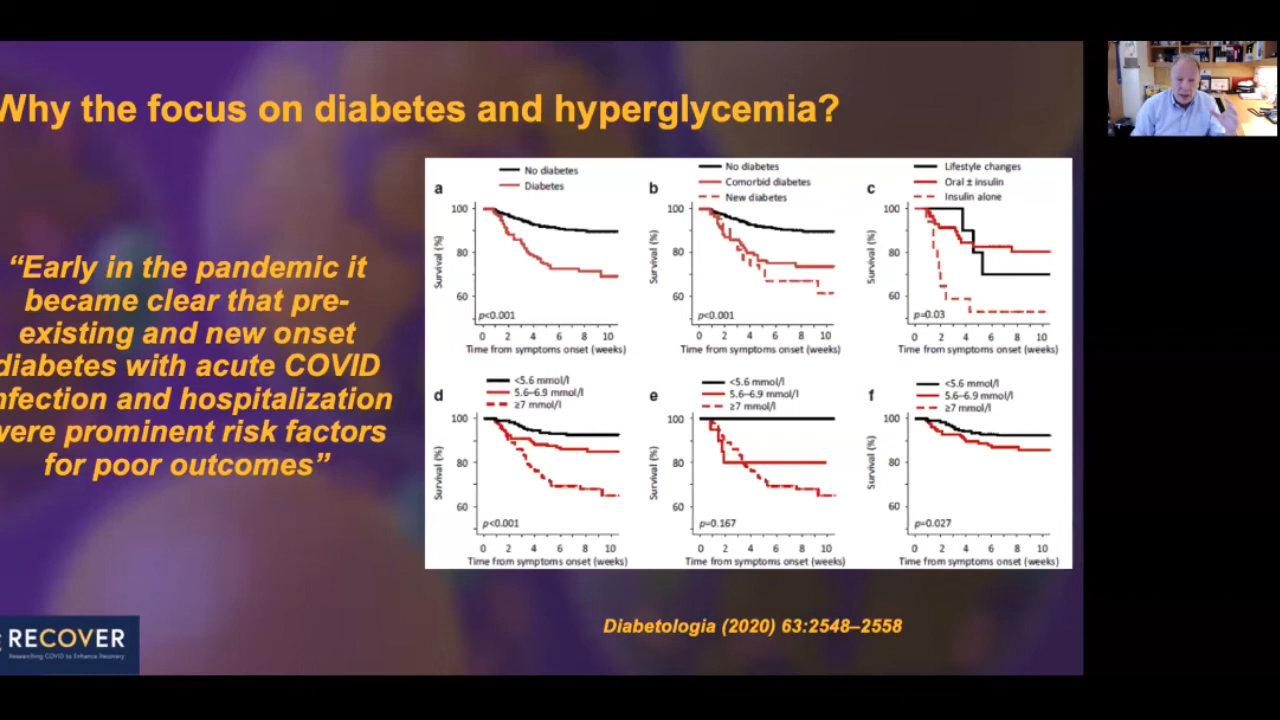 Why the focus on diabetes and hyperglycemia?
“Early in the pandemic it
became clear that pre-
existing and new onset
diabetes with acute COVID
infection and hospitalization
were prominent risk factors
for poor outcomes”
a
No diabetes
Diabetes
Survival (%)
100
80
60
p<0.001
0 2 4 6 8 10
Time from symptoms onset (weeks)
b
No diabetes
Comorbid diabetes
New diabetes
Survival (%)
100
80
60
p<0.001
0 2 4 6 8 10
Time from symptoms onset (weeks)
c
Lifestyle changes
Oral ± insulin
Insulin alone
Survival (%)
100
80
60
p=0.03
0 2 4 6 8 10
Time from symptoms onset (weeks)
d
<5.6 mmol/l
5.6–6.9 mmol/l
≥7 mmol/l
Survival (%)
100
80
60
p<0.001
0 2 4 6 8 10
Time from symptoms onset (weeks)
e
<5.6 mmol/l
5.6–6.9 mmol/l
≥7 mmol/l
Survival (%)
100
80
60
p=0.167
0 2 4 6 8 10
Time from symptoms onset (weeks)
f
<5.6 mmol/l
5.6–6.9 mmol/l
≥7 mmol/l
Survival (%)
100
80
60
p=0.027
0 2 4 6 8 10
Time from symptoms onset (weeks)
Diabetologia (2020) 63:2548–2558
RECOVER
Researching COVID to Enhance Recovery